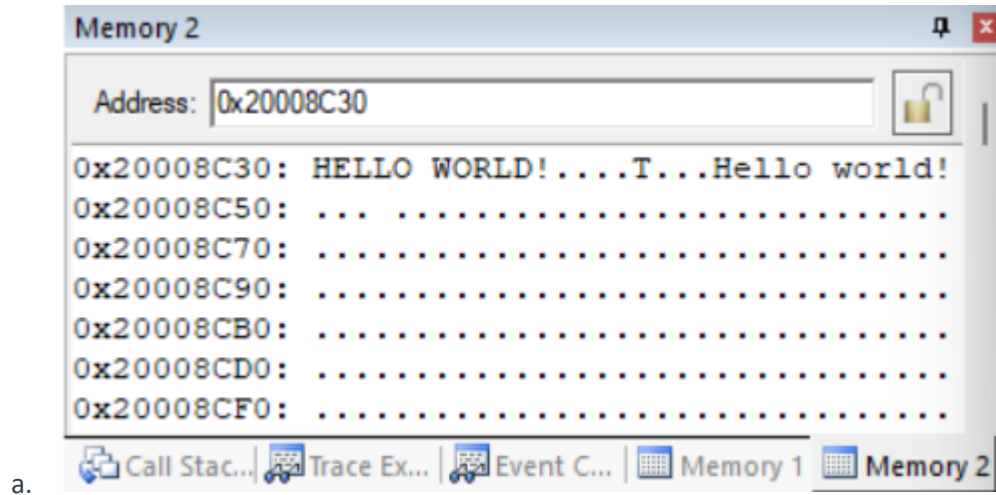 Memory 2
Address: 0x20008C30
0x20008C30: HELLO WORLD!....T...Hello world!
0x20008C50: ... ............................
0x20008C70: ................................
0x20008C90: ................................
0x20008CB0: ................................
0x20008CD0: ................................
0x20008CF0: ................................
Call Stac... Trace Ex... Event C... Memory 1 Memory 2
a.